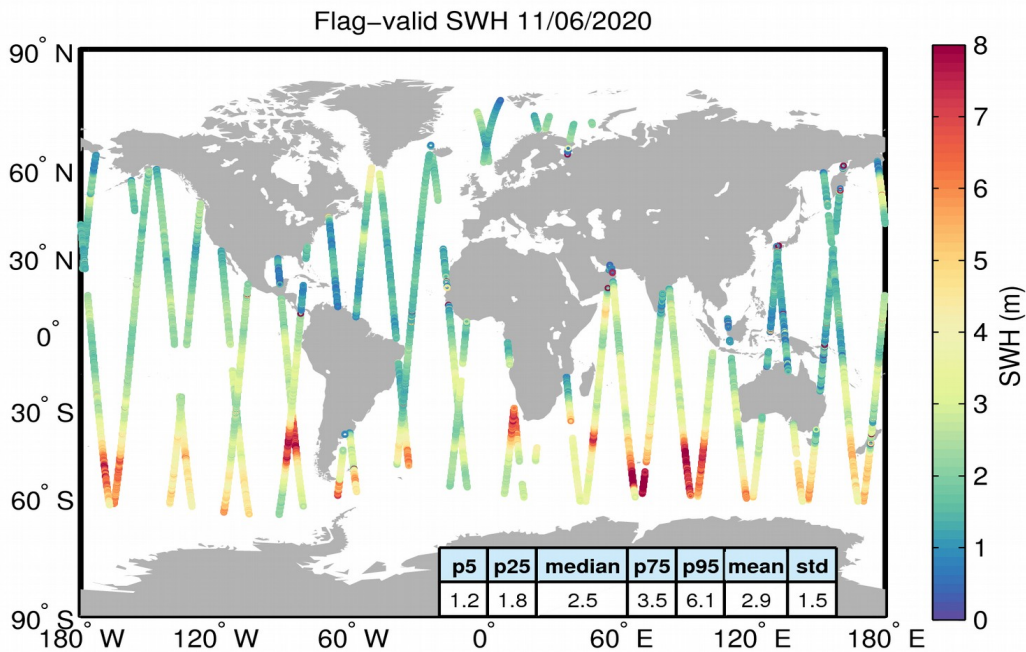 Flag−valid SWH 11/06/2020
90° N
60° N
30° N
0°
30° S
60° S
90° S
180° W
120° W
60° W
0°
60° E
120° E
180° E
8
7
6
5
4
3
2
1
0
SWH (m)
p5 p25 median p75 p95 mean std
1.2 1.8 2.5 3.5 6.1 2.9 1.5